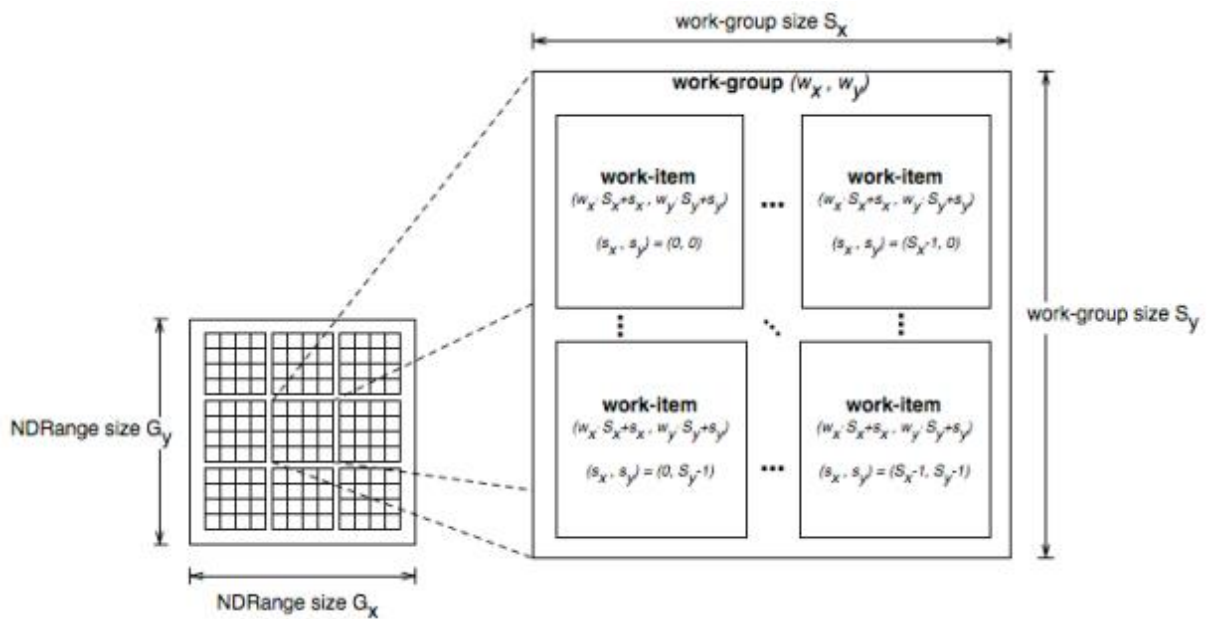 work-group size Sx
work-group (wx , wy)
work-item
(wx· Sx+sx , wy· Sy+sy)
(sx , sy) = (0, 0)
...
work-item
(wx· Sx+sx , wy· Sy+sy)
(sx , sy) = (Sx-1, 0)
work-group size Sy
work-item
(wx· Sx+sx , wy· Sy+sy)
(sx , sy) = (0, Sy-1)
...
work-item
(wx· Sx+sx , wy· Sy+sy)
(sx , sy) = (Sx-1, Sy-1)
NDRange size Gy
NDRange size Gx